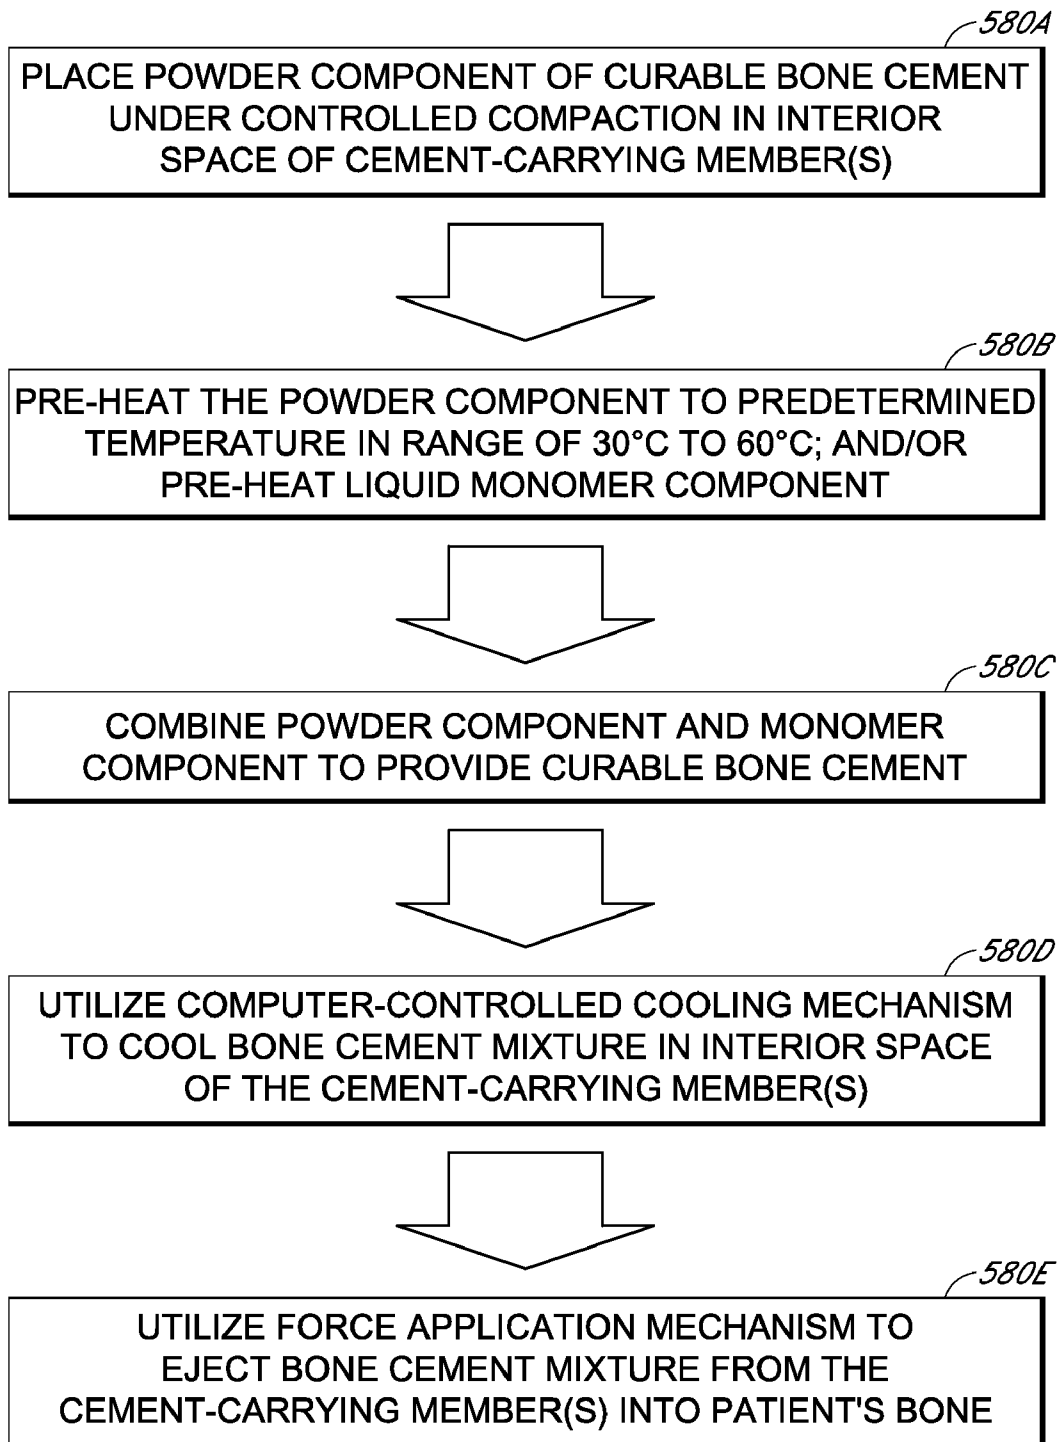 580A
PLACE POWDER COMPONENT OF CURABLE BONE CEMENT
UNDER CONTROLLED COMPACTION IN INTERIOR
SPACE OF CEMENT-CARRYING MEMBER(S)
580B
PRE-HEAT THE POWDER COMPONENT TO PREDETERMINED
TEMPERATURE IN RANGE OF 30°C TO 60°C; AND/OR
PRE-HEAT LIQUID MONOMER COMPONENT
580C
COMBINE POWDER COMPONENT AND MONOMER
COMPONENT TO PROVIDE CURABLE BONE CEMENT
580D
UTILIZE COMPUTER-CONTROLLED COOLING MECHANISM
TO COOL BONE CEMENT MIXTURE IN INTERIOR SPACE
OF THE CEMENT-CARRYING MEMBER(S)
580E
UTILIZE FORCE APPLICATION MECHANISM TO
EJECT BONE CEMENT MIXTURE FROM THE
CEMENT-CARRYING MEMBER(S) INTO PATIENT'S BONE